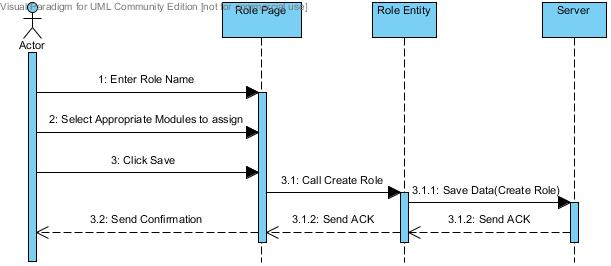 Visual Paradigm for UML Community Edition [not for commercial use]
Role Page
Role Entity
Server
Actor
1: Enter Role Name
2: Select Appropriate Modules to assign
3: Click Save
3.1: Call Create Role
3.1.1: Save Data(Create Role)
3.2: Send Confirmation
3.1.2: Send ACK
3.1.2: Send ACK